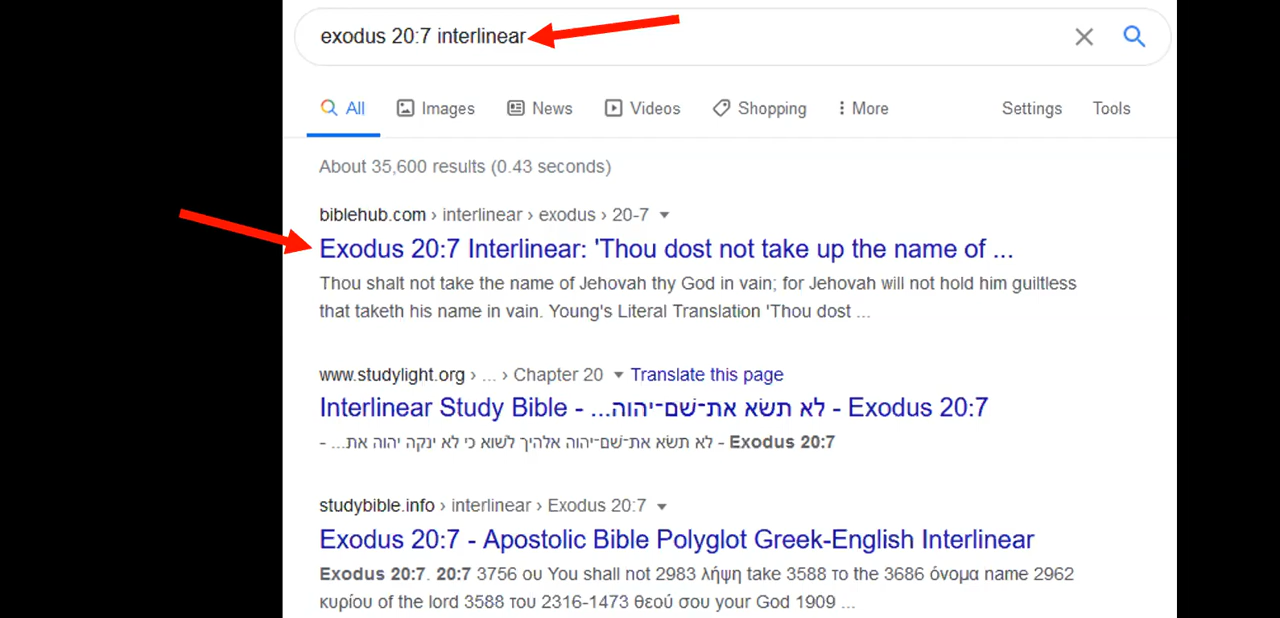 exodus 20:7 interlinear
All Images News Videos Shopping More Settings Tools
About 35,600 results (0.43 seconds)
biblehub.com › interlinear › exodus › 20-7
Exodus 20:7 Interlinear: 'Thou dost not take up the name of ...
Thou shalt not take the name of Jehovah thy God in vain; for Jehovah will not hold him guiltless
that taketh his name in vain. Young's Literal Translation 'Thou dost ...
www.studylight.org › ... › Chapter 20 Translate this page
Interlinear Study Bible - ...לא תשא את־שם־יהוה - Exodus 20:7
- ...לא תשא את־שם־יהוה אלהיך לשוא כי לא ינקה יהוה את - Exodus 20:7
studybible.info › interlinear › Exodus 20:7
Exodus 20:7 - Apostolic Bible Polyglot Greek-English Interlinear
Exodus 20:7. 20:7 3756 ου You shall not 2983 λήψη take 3588 το the 3686 όνομα name 2962
κυρίου of the lord 3588 του 2316-1473 θεού σου your God 1909 ...